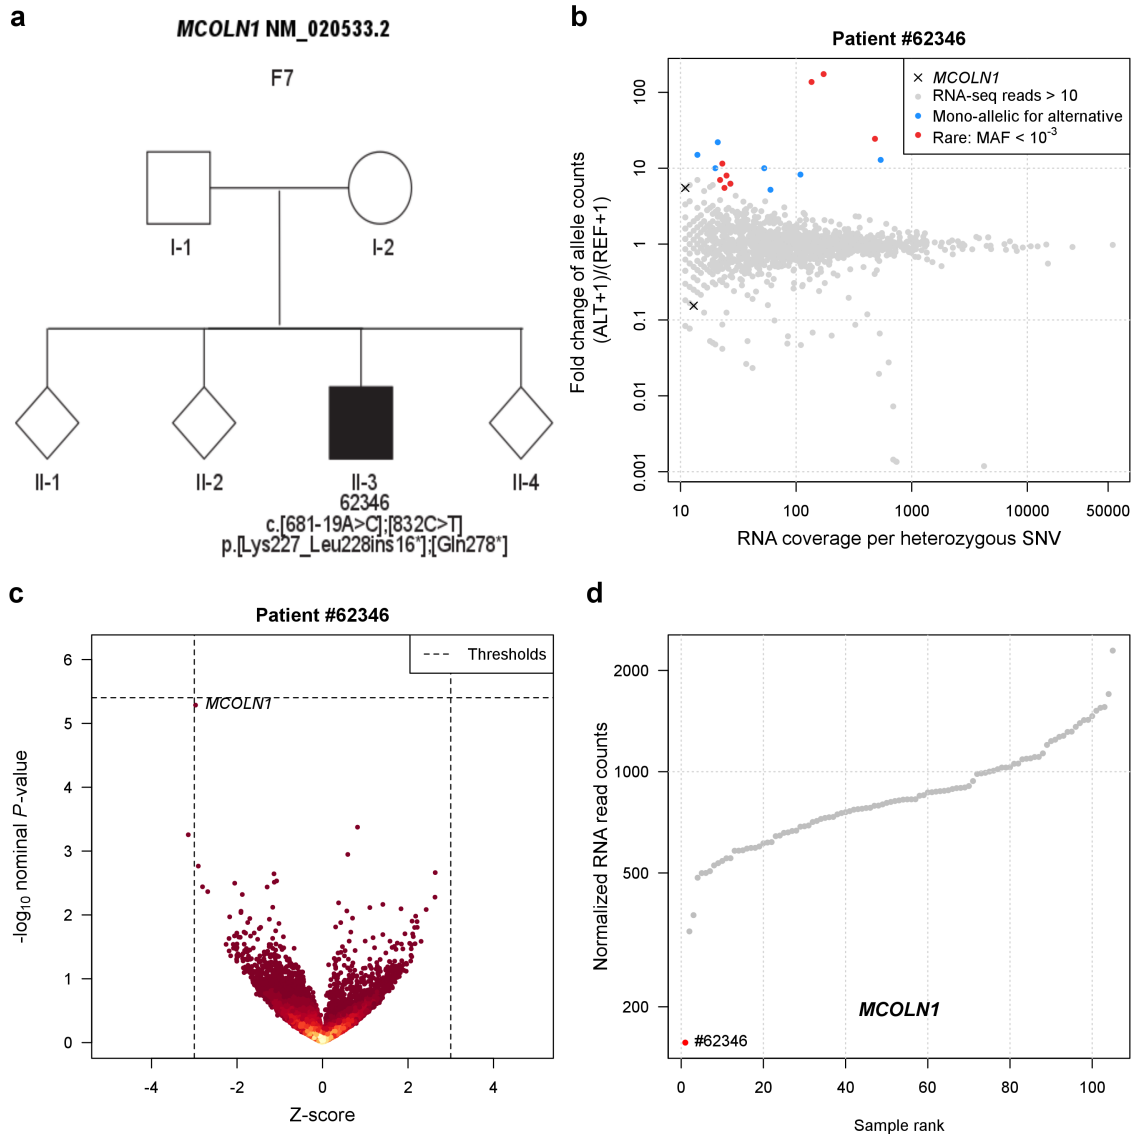 a
MCOLN1 NM_020533.2
F7
I-1
I-2
II-1
II-2
II-3
II-4
62346
c.[681-19A>C];[832C>T]
p.[Lys227_Leu228ins16*];[Gln278*]
b
Patient #62346
MCOLN1
RNA-seq reads > 10
Mono-allelic for alternative
Rare: MAF < 10-3
Fold change of allele counts
(ALT+1)/(REF+1)
100
10
1
0.1
0.01
0.001
10
100
1000
10000
50000
RNA coverage per heterozygous SNV
c
Patient #62346
Thresholds
MCOLN1
-log10 nominal P-value
6
5
4
3
2
1
0
-4
-2
0
2
4
Z-score
d
Normalized RNA read counts
2000
1000
500
200
MCOLN1
#62346
0
20
40
60
80
100
Sample rank